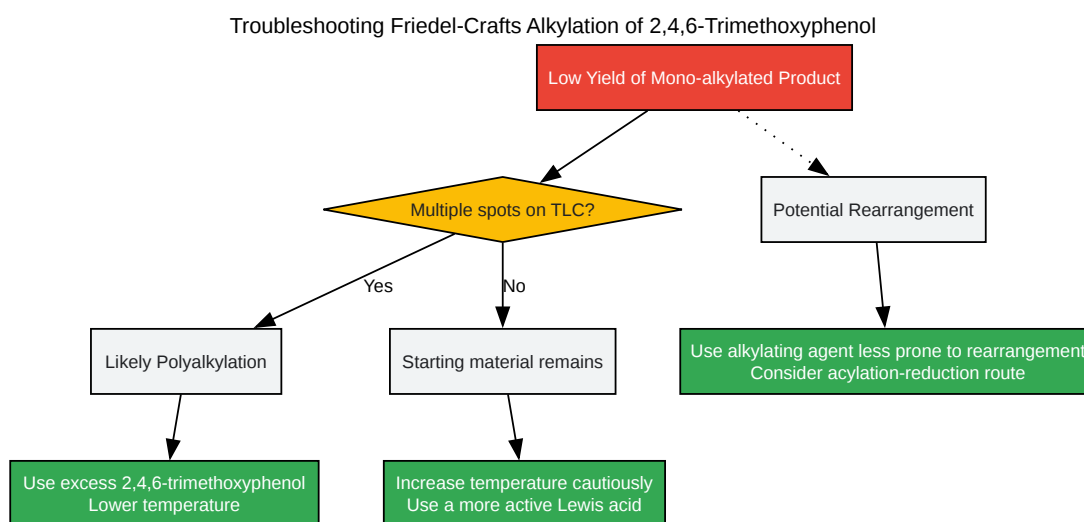 Troubleshooting Friedel-Crafts Alkylation of 2,4,6-Trimethoxyphenol
Low Yield of Mono-alkylated Product
Multiple spots on TLC?
Potential Rearrangement
Yes
No
Likely Polyalkylation
Starting material remains
Use alkylating agent less prone to rearrangement
Consider acylation-reduction route
Use excess 2,4,6-trimethoxyphenol
Lower temperature
Increase temperature cautiously
Use a more active Lewis acid